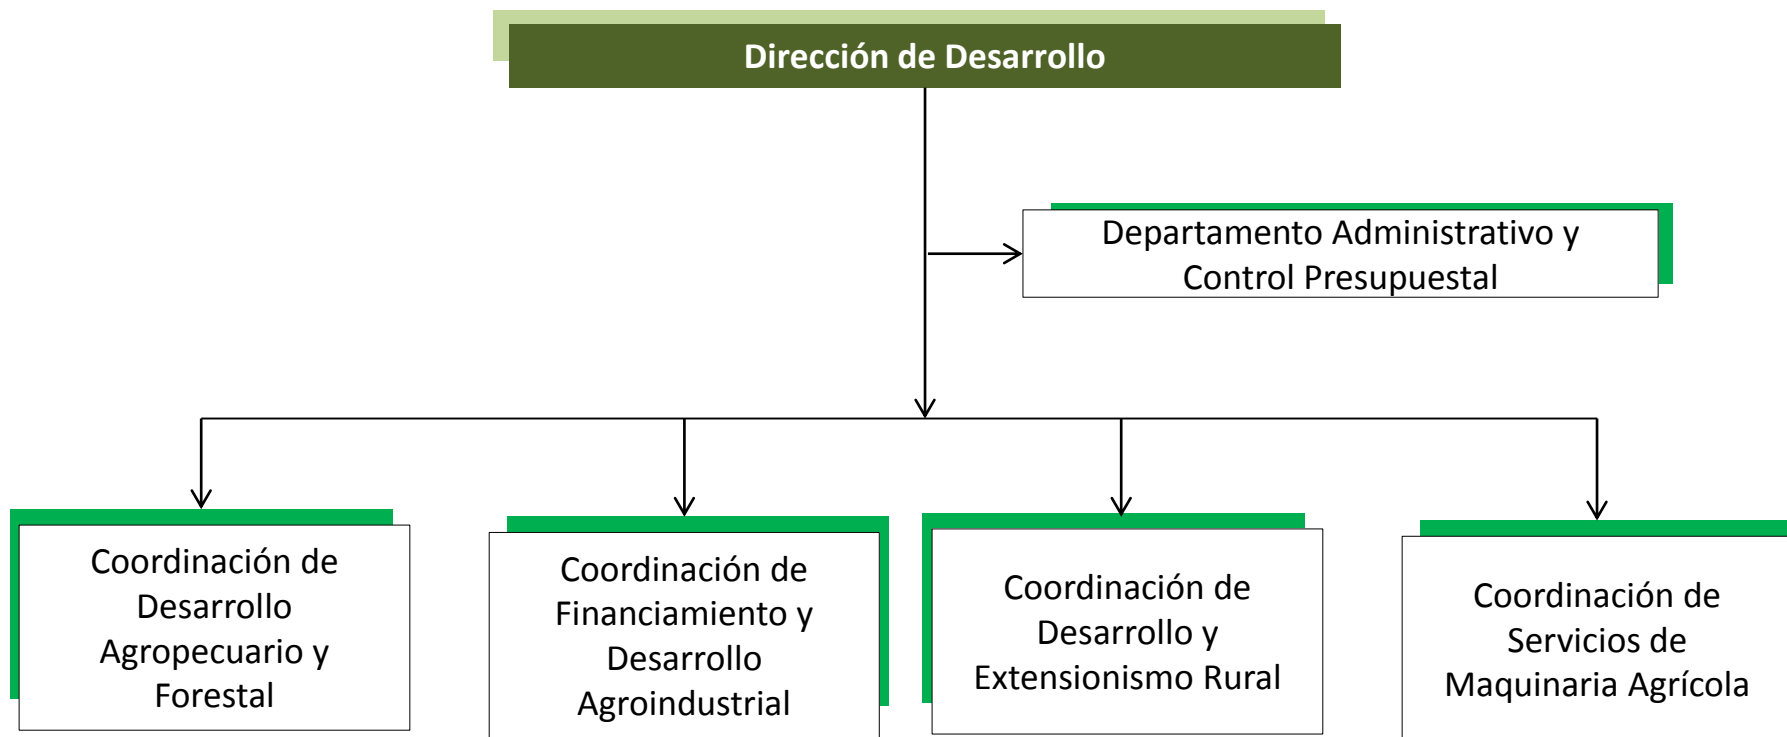 Dirección de Desarrollo
Departamento Administrativo y
Control Presupuestal
Coordinación de
Desarrollo
Agropecuario y
Forestal
Coordinación de
Financiamiento y
Desarrollo
Agroindustrial
Coordinación de
Desarrollo y
Extensionismo Rural
Coordinación de
Servicios de
Maquinaria Agrícola